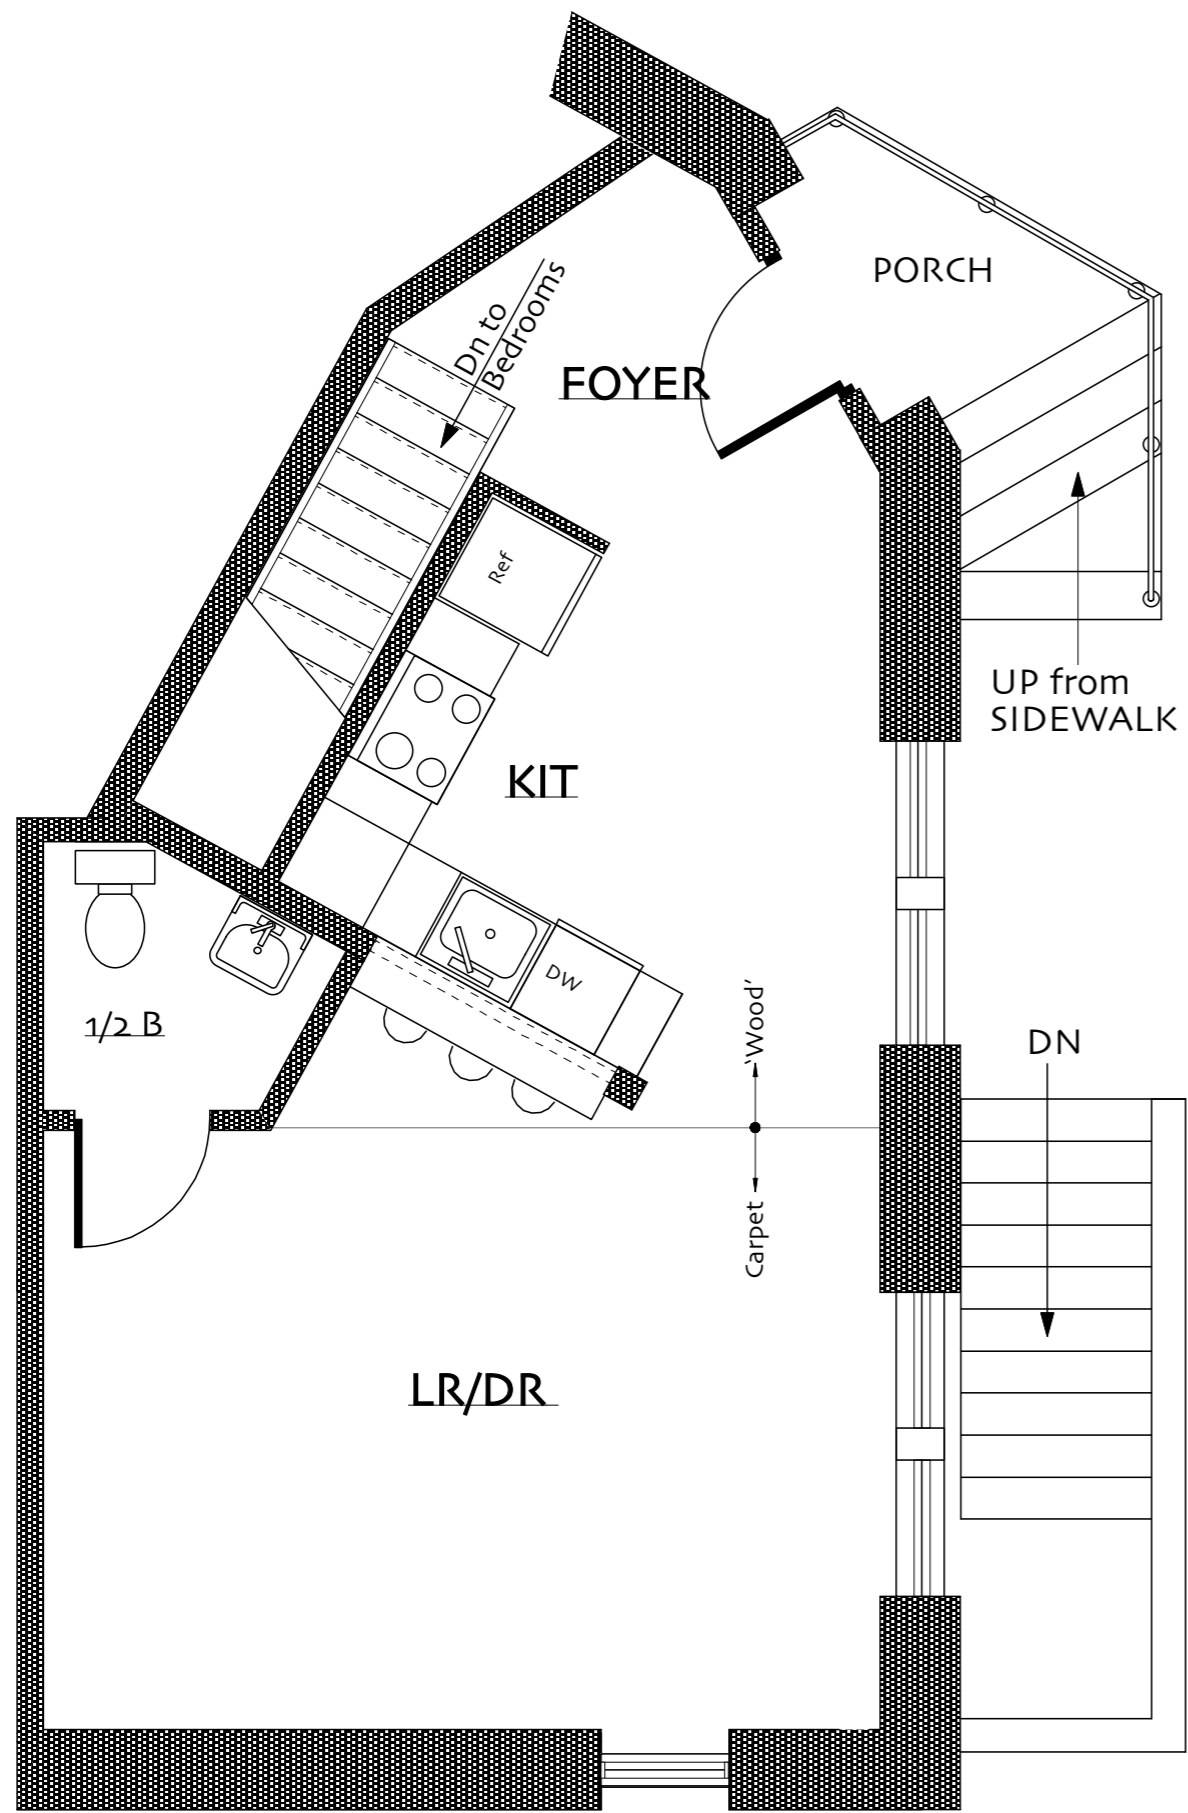 PORCH
Dn to
Bedrooms
FOYER
Ref
UP from
SIDEWALK
KIT
DW
1/2 B
'Wood'
DN
Carpet
LR/DR